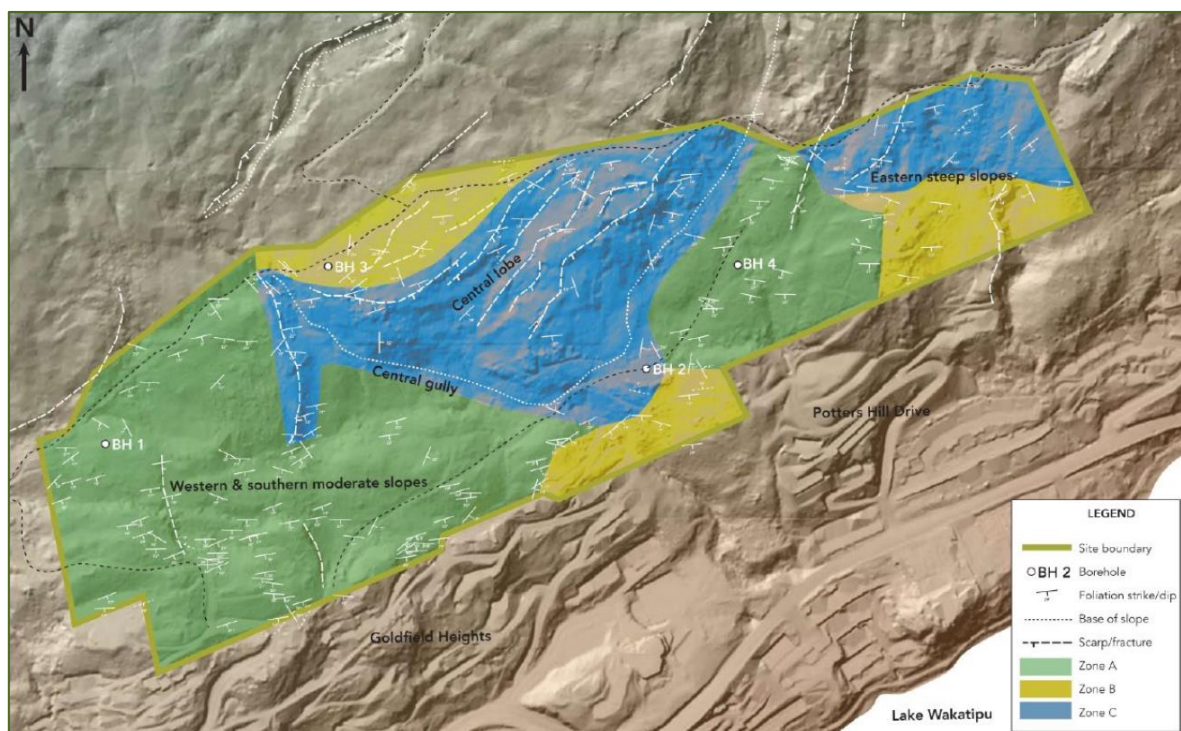 N
Eastern steep slopes
BH 3
Central lobe
BH 4
Central gully
BH 2
BH 1
Potters Hill Drive
Western & southern moderate slopes
Goldfield Heights
Lake Wakatipu
LEGEND
Site boundary
BH 2 Borehole
Foliation strike/dip
Base of slope
Scarp/fracture
Zone A
Zone B
Zone C